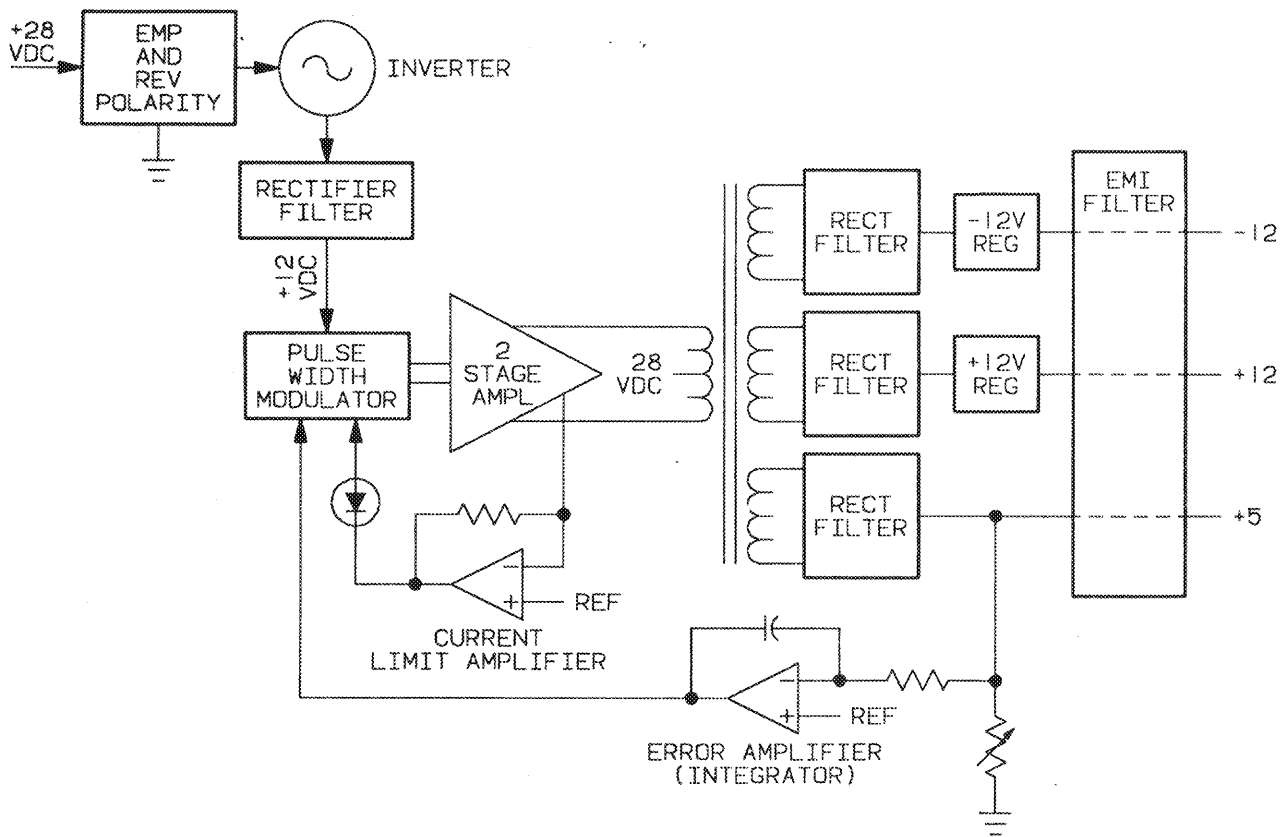 +28
VDC
EMP
AND
REV
POLARITY
INVERTER
RECTIFIER
FILTER
+12
VDC
PULSE
WIDTH
MODULATOR
2
STAGE
AMPL
28
VDC
RECT
FILTER
-12V
REG
EMI
FILTER
-12
RECT
FILTER
+12V
REG
+12
RECT
FILTER
+5
REF
CURRENT
LIMIT AMPLIFIER
REF
ERROR AMPLIFIER
(INTEGRATOR)